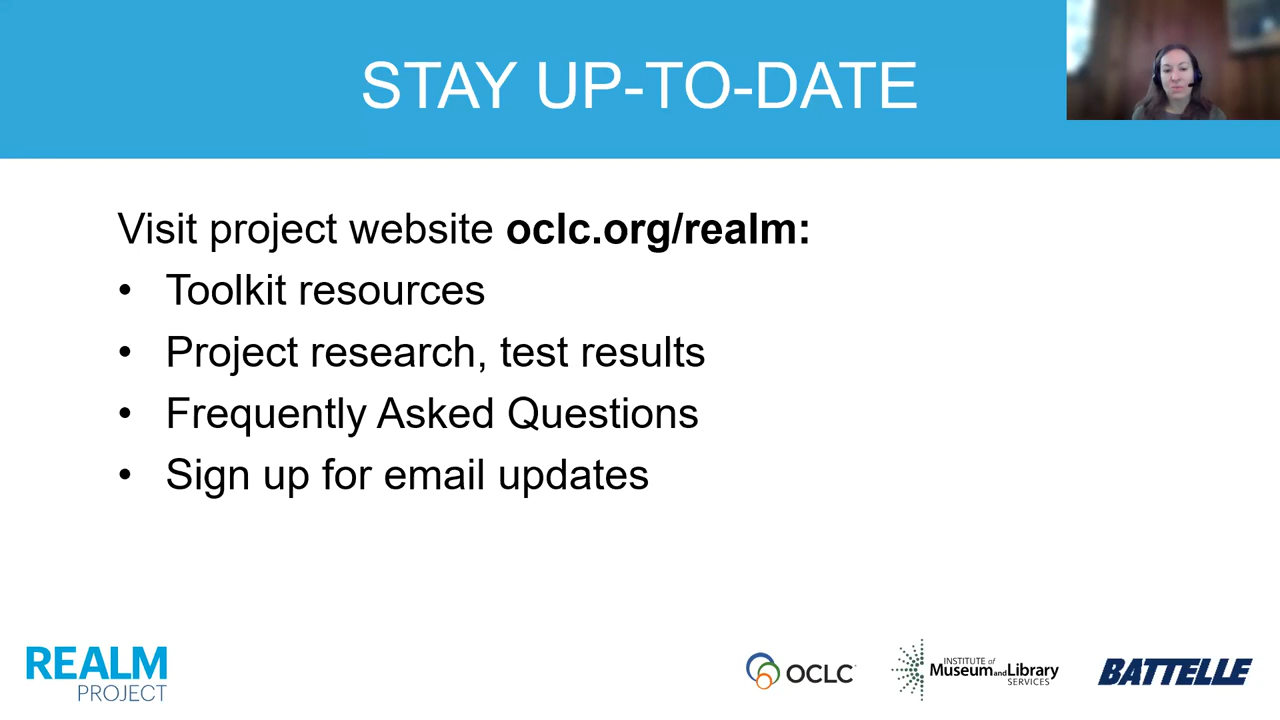 STAY UP-TO-DATE
Visit project website oclc.org/realm:
• Toolkit resources
• Project research, test results
• Frequently Asked Questions
• Sign up for email updates
REALM
PROJECT
OCLC
INSTITUTE of
Museum and Library
SERVICES
BATTELLE